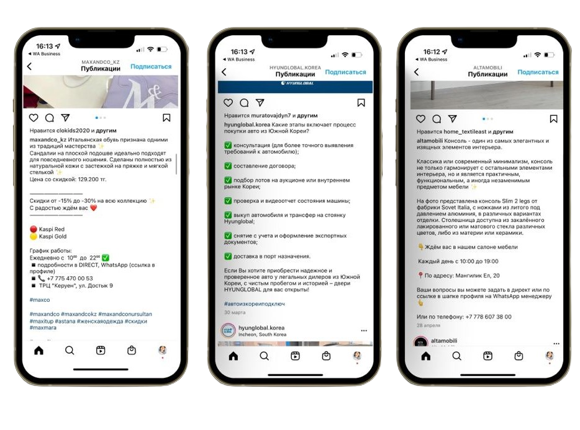 16:13
WA Business
MAXANDCO_KZ
Публикации
Подписаться
Нравится clokids2020 и другим
maxandco_kz Итальянская обувь признана одними
из традиций мастерства ✨
Сандалии на плоской подошве идеально подходят
для повседневного ношения. Сделаны полностью из
натуральной кожи с застежкой на пряжке и мягкой
стелькой ✨
Цена со скидкой: 129.200 тг.
Скидки от -15% до -30% на всю коллекцию ✨
С радостью ждём вас ❤️
🔴 Kaspi Red
🟡 Kaspi Gold
График работы:
Ежедневно с 10⁰⁰ до 22⁰⁰ ✅
◾ подробности в DIRECT, WhatsApp (ссылка в
профиле)
◾ 📞 +7 775 470 00 53
◾ ТРЦ "Керуен", ул. Достык 9
#maxco
#maxandco #maxandcokz #maxandconursultan
#maxitup #astana #женскаяодежда #скидки
#maxmara
16:13
WA Business
HYUNGLOBAL.KOREA
Публикации
Подписаться
Нравится muratovajdyn7 и другим
hyunglobal.korea Какие этапы включает процесс
покупки авто из Южной Кореи?
✅ консультация (для более точного выявления
требований к автомобилю);
✅ составление договора;
✅ подбор лотов на аукционе или внутреннем
рынке Кореи;
✅ проверка и видеоотчет состояния машины;
✅ выкуп автомобиля и трансфер на стоянку
Hyunglobal;
✅ снятие с учета и оформление экспортных
документов;
✅ доставка в порт назначения.
Если Вы хотите приобрести надежное и
проверенное авто у легальных дилеров из Южной
Кореи, с чистым пробегом и историей – двери
HYUNGLOBAL для вас открыты!
#автоизкореиподключ
30 марта
hyunglobal.korea
Incheon, South Korea
16:12
WA Business
ALTAMOBILI
Публикации
Подписаться
Нравится home_textileast и другим
altamobili Консоль - один из самых элегантных и
изящных элементов интерьера.
Классика или современный минимализм, консоль
не только гармонирует с остальными элементами
интерьера, но и является практичным,
функциональным, а иногда незаменимым
предметом мебели ✨
На фото представлена консоль Slim 2 legs от
фабрики Sovet Italia, с ножками из литого под
давлением алюминия, в различных вариантах
отделки. Столешница доступна из закалённого
лакированного или матового стекла различных
цветов, либо из материи или керамики.
👇 Ждём вас в нашем салоне мебели
Каждый день с 10:00 до 19:00
📍 По адресу: Мангилик Ел, 20
Ваши вопросы вы можете задать в директ или по
ссылке в шапке профиля на WhatsApp менеджеру
👇
Или по телефону: +7 778 607 38 00
28 апреля
altamobili